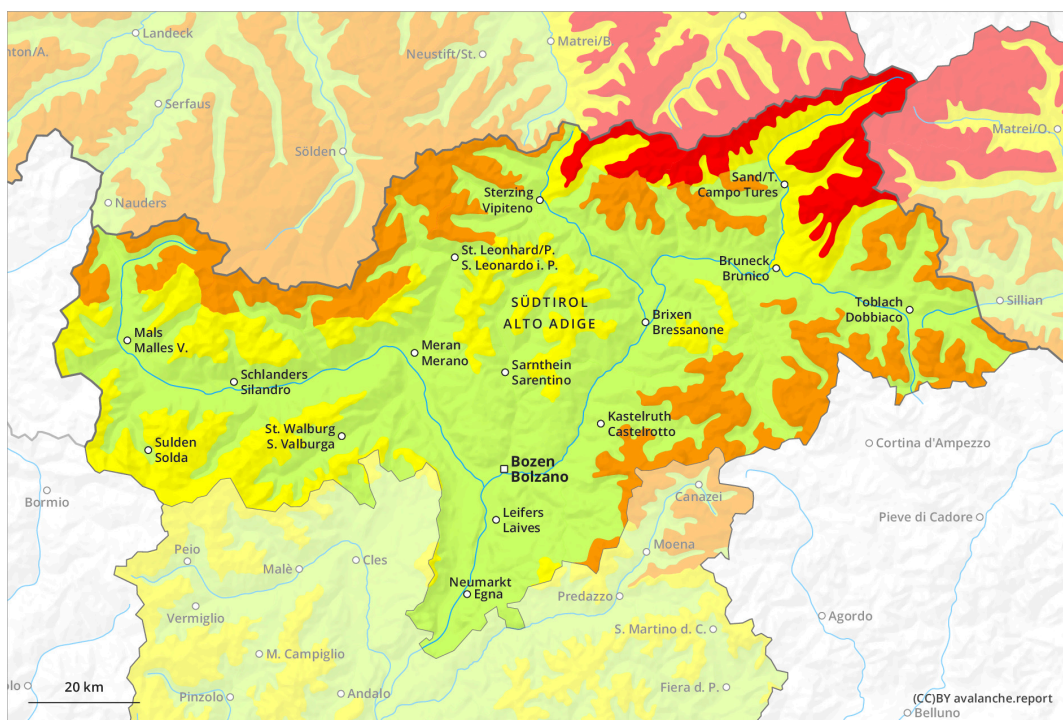 Landeck
nton/A.
Neustift/St.
Matrei/B
Serfaus
Sölden
Matrei/O.
Nauders
Sterzing
Vipiteno
Sand/T.
Campo Tures
St. Leonhard/P.
S. Leonardo i. P.
Bruneck
Brunico
SÜDTIROL
ALTO ADIGE
Toblach
Dobbiaco
Sillian
Brixen
Bressanone
Mals
Malles V.
Meran
Merano
Sarnthein
Sarentino
Schlanders
Silandro
St. Walburg
S. Valburga
Kastelruth
Castelrotto
Sulden
Solda
Cortina d'Ampezzo
Bozen
Bolzano
Bormio
Canazei
Leifers
Laives
Pieve di Cadore
Peio
Malè
Cles
Moena
Neumarkt
Egna
Predazzo
Vermiglio
Agordo
S. Martino d. C.
M. Campiglio
20 km
olo
Pinzolo
Andalo
Fiera d. P.
(CC)BY avalanche.report
Belluno